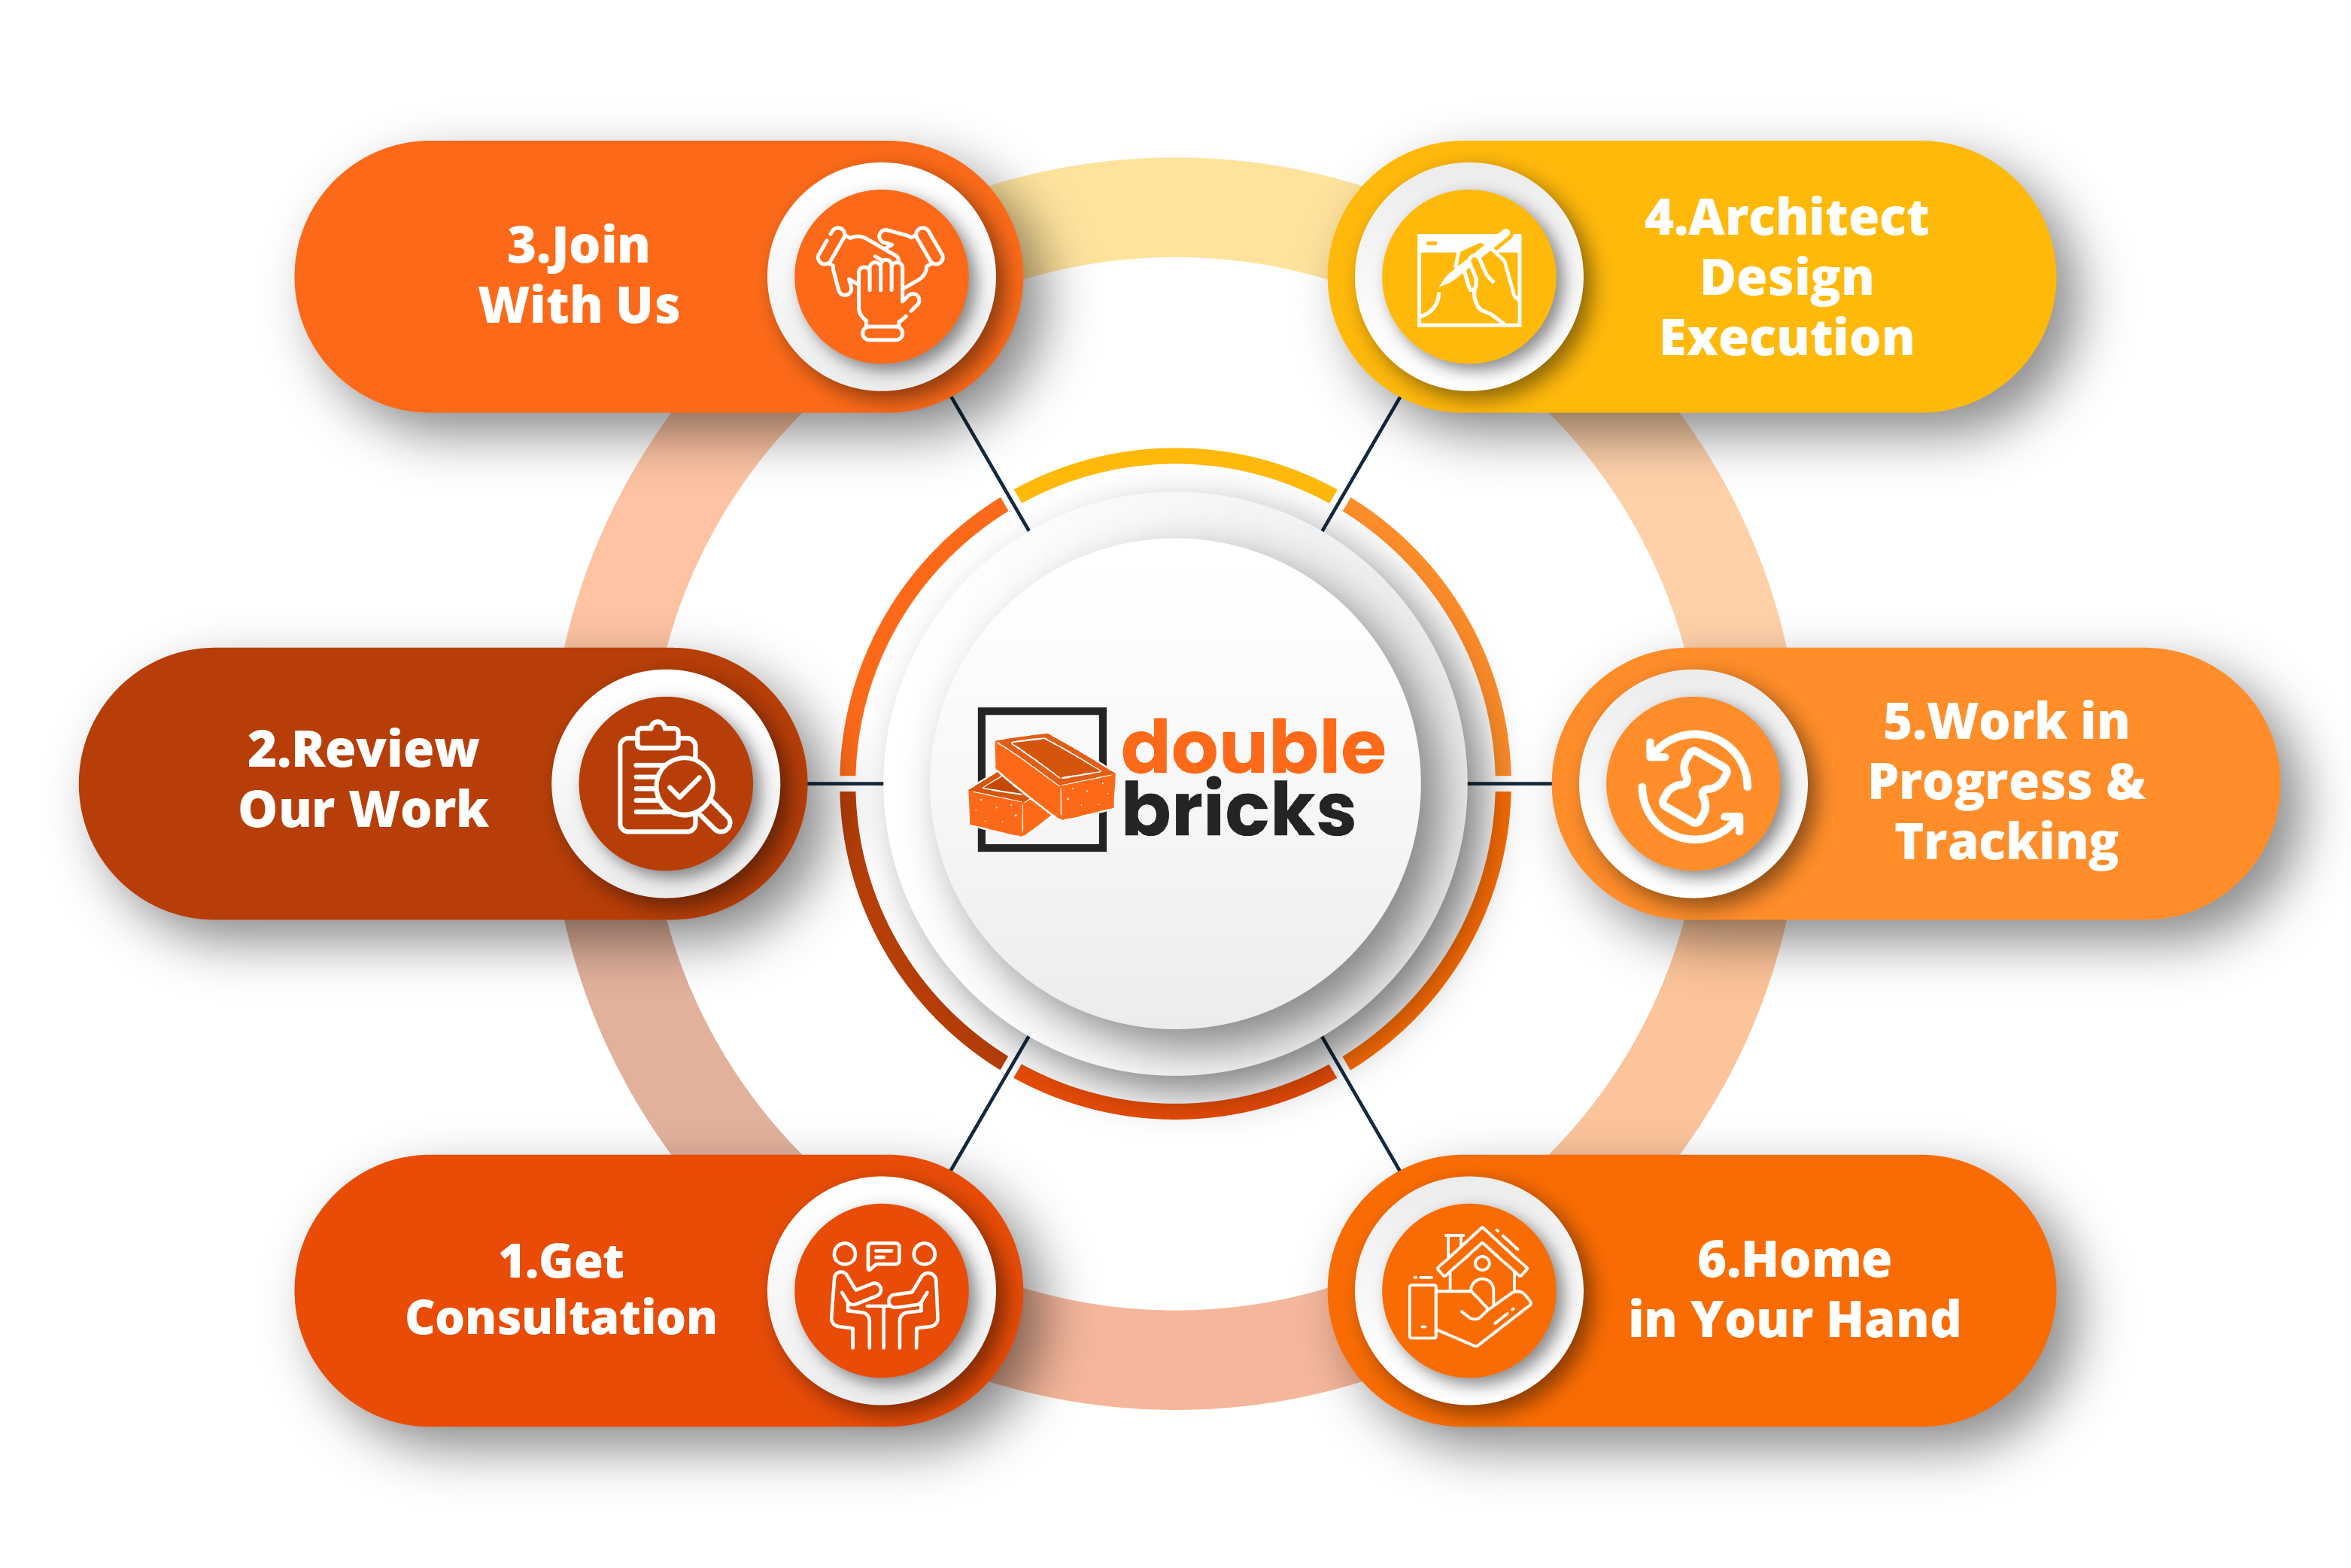 3.Join
With Us
4.Architect
Design
Execution
2.Review
Our Work
double
bricks
5.Work in
Progress &
Tracking
1.Get
Consultation
6.Home
in Your Hand